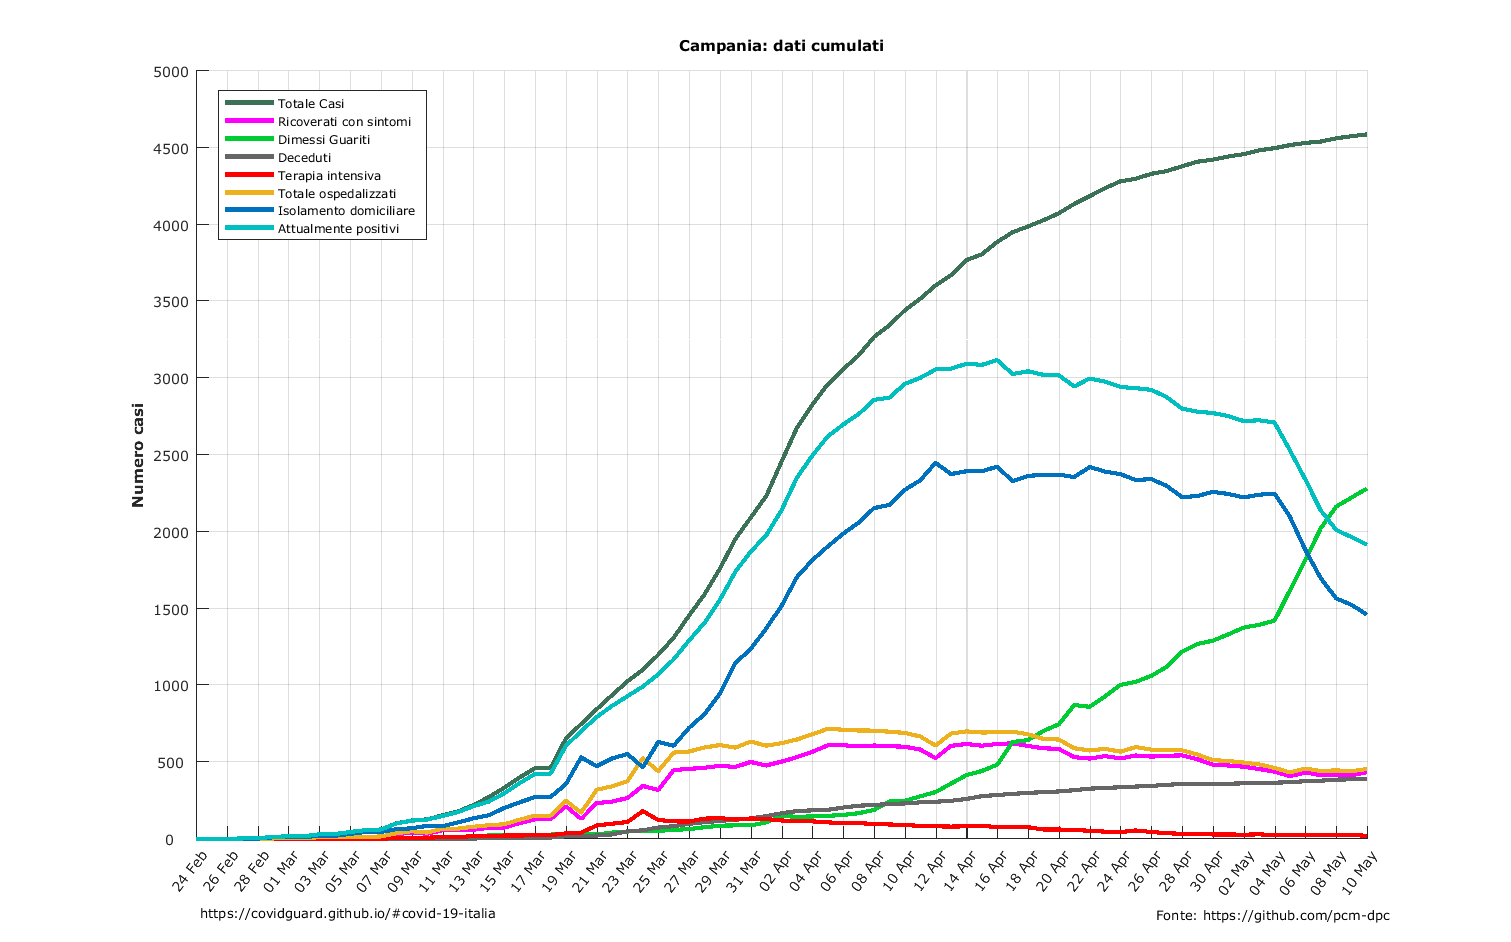 Campania: dati cumulati
5000
4500
4000
3500
3000
2500
2000
1500
1000
500
0
Numero casi
Totale Casi
Ricoverati con sintomi
Dimessi Guariti
Deceduti
Terapia intensiva
Totale ospedalizzati
Isolamento domiciliare
Attualmente positivi
24 Feb
26 Feb
28 Feb
01 Mar
03 Mar
05 Mar
07 Mar
09 Mar
11 Mar
13 Mar
15 Mar
17 Mar
19 Mar
21 Mar
23 Mar
25 Mar
27 Mar
29 Mar
31 Mar
02 Apr
04 Apr
06 Apr
08 Apr
10 Apr
12 Apr
14 Apr
16 Apr
18 Apr
20 Apr
22 Apr
24 Apr
26 Apr
28 Apr
30 Apr
02 May
04 May
06 May
08 May
10 May
https://covidguard.github.io/#covid-19-italia
Fonte: https://github.com/pcm-dpc